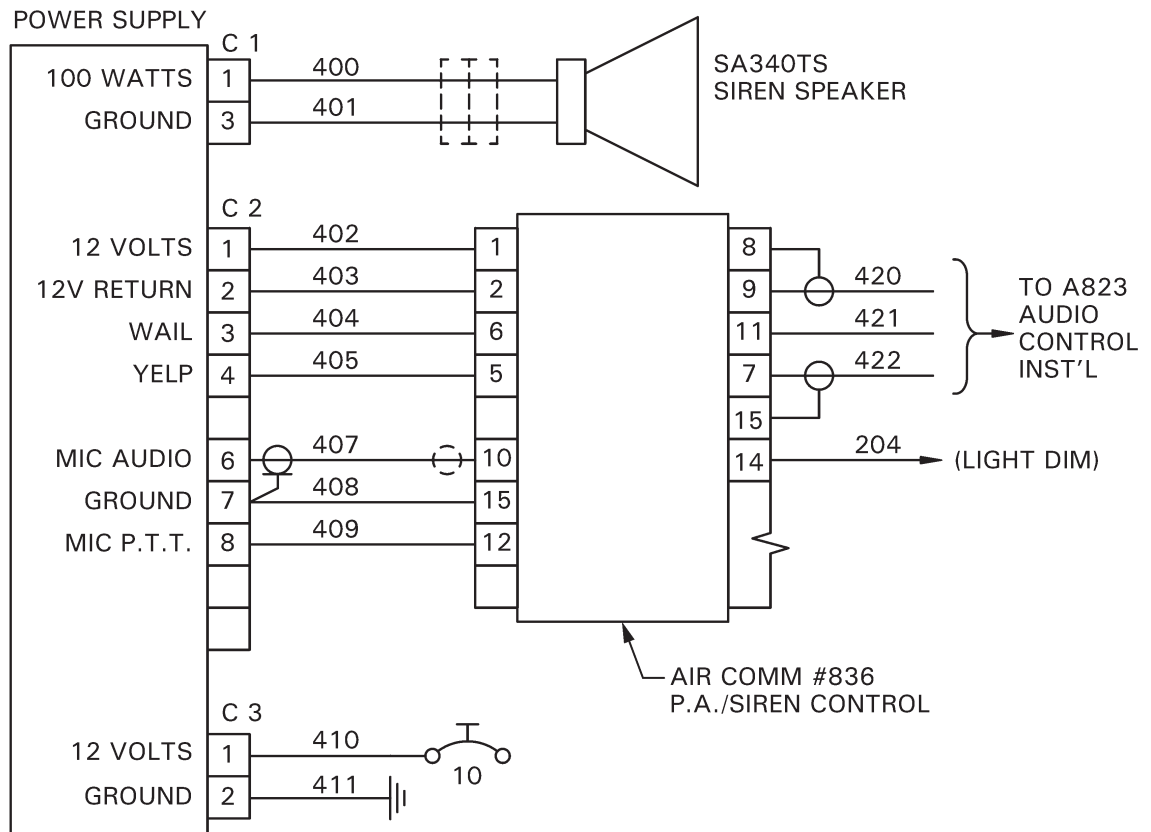 POWER SUPPLY
C 1
100 WATTS 1 400
GROUND 3 401
SA340TS
SIREN SPEAKER
C 2
12 VOLTS 1 402 1
12V RETURN 2 403 2
WAIL 3 404 6
YELP 4 405 5
MIC AUDIO 6 407 10
GROUND 7 408 15
MIC P.T.T. 8 409 12
8
9 420
11 421
7 422
15
14 204 (LIGHT DIM)
TO A823
AUDIO
CONTROL
INST'L
AIR COMM #836
P.A./SIREN CONTROL
C 3
12 VOLTS 1 410 10
GROUND 2 411